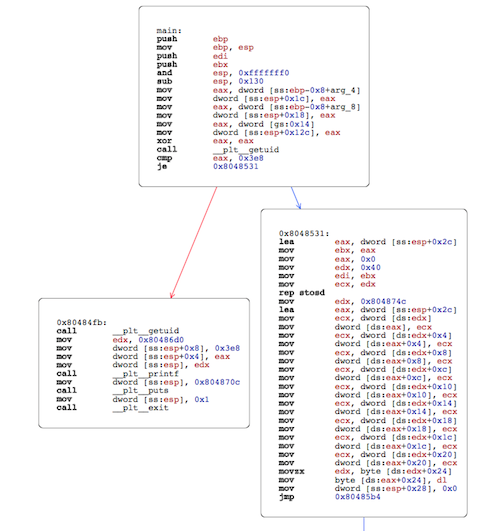 main:
push ebp
mov ebp, esp
push edi
push ebx
and esp, 0xfffffff0
sub esp, 0x130
mov eax, dword [ss:ebp-0x8+arg_4]
mov dword [ss:esp+0x1c], eax
mov eax, dword [ss:ebp-0x8+arg_8]
mov dword [ss:esp+0x18], eax
mov eax, dword [gs:0x14]
mov dword [ss:esp+0x12c], eax
xor eax, eax
call __plt__getuid
cmp eax, 0x3e8
je 0x8048531
0x80484fb:
call __plt__getuid
mov edx, 0x80486d0
mov dword [ss:esp+0x8], 0x3e8
mov dword [ss:esp+0x4], eax
mov dword [ss:esp], edx
call __plt__printf
mov dword [ss:esp], 0x804870c
call __plt__puts
mov dword [ss:esp], 0x1
call __plt__exit
0x8048531:
lea eax, dword [ss:esp+0x2c]
mov ebx, eax
mov eax, 0x0
mov edx, 0x40
mov edi, ebx
mov ecx, edx
rep stosd
mov edx, 0x804874c
lea eax, dword [ss:esp+0x2c]
mov ecx, dword [ds:edx]
mov dword [ds:eax], ecx
mov ecx, dword [ds:edx+0x4]
mov dword [ds:eax+0x4], ecx
mov ecx, dword [ds:edx+0x8]
mov dword [ds:eax+0x8], ecx
mov ecx, dword [ds:edx+0xc]
mov dword [ds:eax+0xc], ecx
mov ecx, dword [ds:edx+0x10]
mov dword [ds:eax+0x10], ecx
mov ecx, dword [ds:edx+0x14]
mov dword [ds:eax+0x14], ecx
mov ecx, dword [ds:edx+0x18]
mov dword [ds:eax+0x18], ecx
mov ecx, dword [ds:edx+0x1c]
mov dword [ds:eax+0x1c], ecx
mov ecx, dword [ds:edx+0x20]
mov dword [ds:eax+0x20], ecx
movzx edx, byte [ds:edx+0x24]
mov byte [ds:eax+0x24], dl
mov dword [ss:esp+0x28], 0x0
jmp 0x80485b4